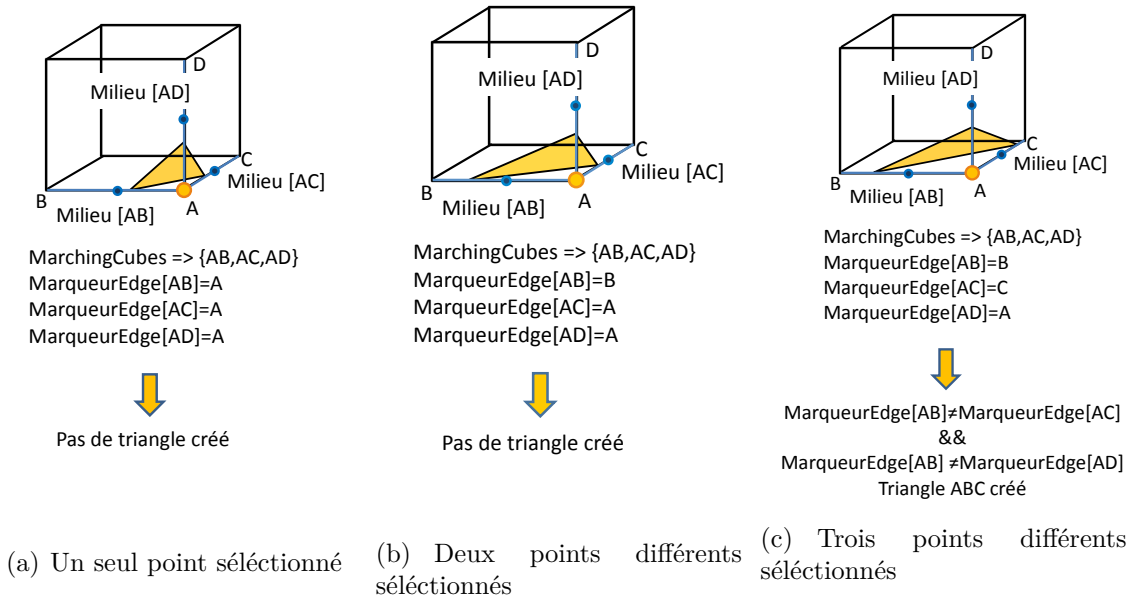 D
Milieu [AD]
C
Milieu [AC]
B
A
Milieu [AB]
MarchingCubes => {AB,AC,AD}
MarqueurEdge[AB]=A
MarqueurEdge[AC]=A
MarqueurEdge[AD]=A
Pas de triangle créé
(a) Un seul point séléctionné
D
Milieu [AD]
C
Milieu [AC]
B
A
Milieu [AB]
MarchingCubes => {AB,AC,AD}
MarqueurEdge[AB]=B
MarqueurEdge[AC]=A
MarqueurEdge[AD]=A
Pas de triangle créé
(b) Deux points différents
séléctionnés
D
Milieu [AD]
C
Milieu [AC]
B
A
Milieu [AB]
MarchingCubes => {AB,AC,AD}
MarqueurEdge[AB]=B
MarqueurEdge[AC]=C
MarqueurEdge[AD]=A
MarqueurEdge[AB]≠MarqueurEdge[AC]
&&
MarqueurEdge[AB] ≠MarqueurEdge[AD]
Triangle ABC créé
(c) Trois points différents
séléctionnés